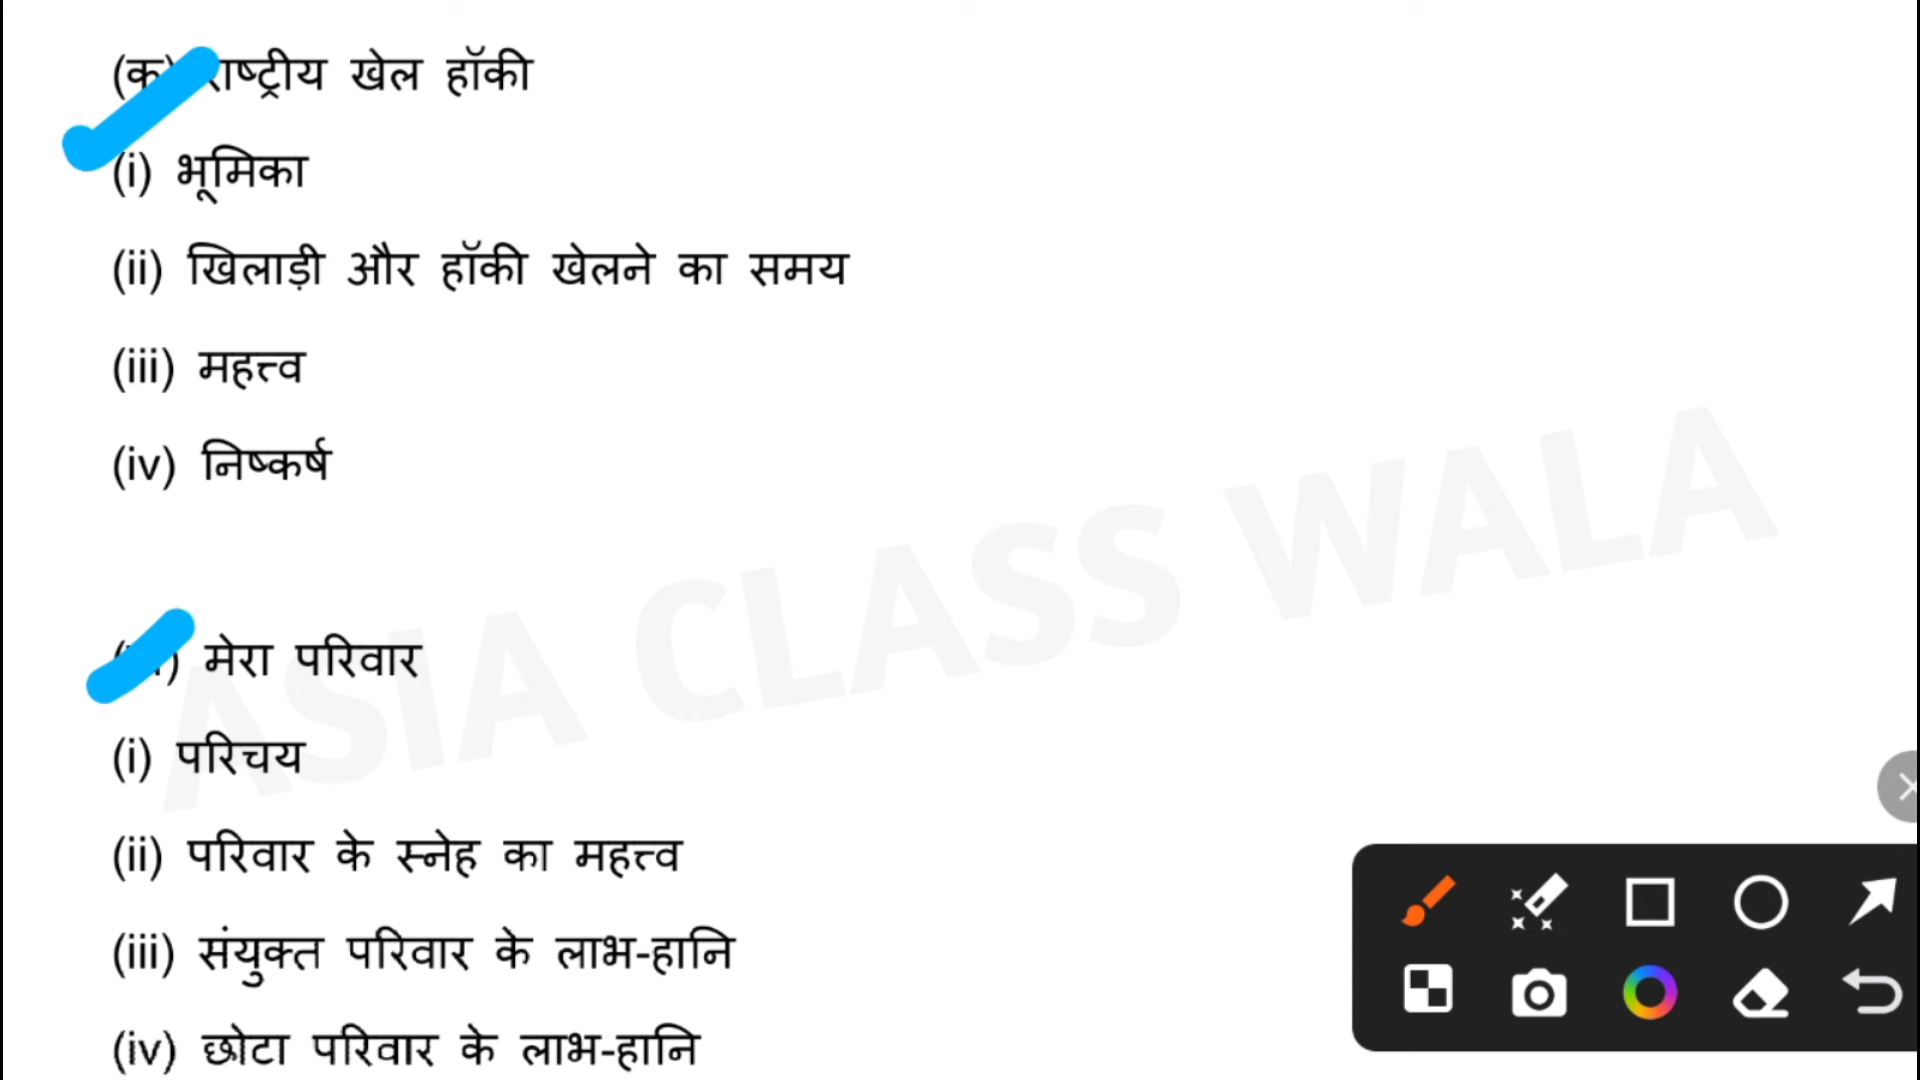 (क) राष्ट्रीय खेल हॉकी
(i) भूमिका
(ii) खिलाड़ी और हॉकी खेलने का समय
(iii) महत्त्व
(iv) निष्कर्ष
ASIA CLASS WALA
मेरा परिवार
(i) परिचय
(ii) परिवार के स्नेह का महत्त्व
(iii) संयुक्त परिवार के लाभ-हानि
(iv) छोटा परिवार के लाभ-हानि